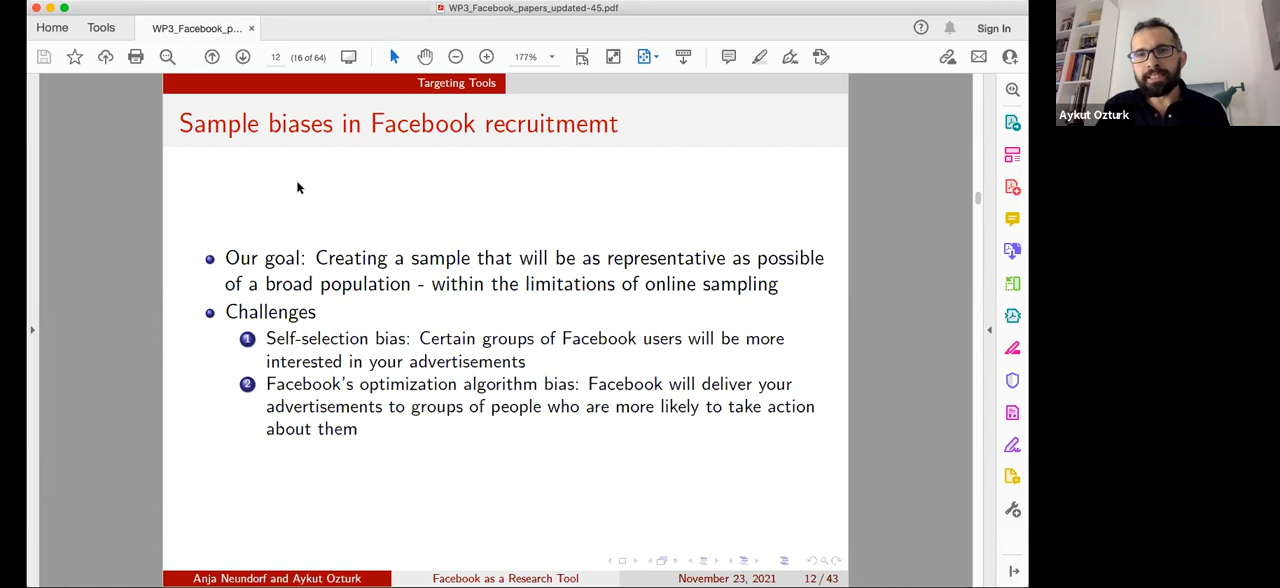 WP3_Facebook_papers_updated-45.pdf
Home Tools WP3_Facebook_p... × Sign In
12 (16 of 64) 177%
Targeting Tools
Sample biases in Facebook recruitmemt
Our goal: Creating a sample that will be as representative as possible
of a broad population - within the limitations of online sampling
Challenges
1 Self-selection bias: Certain groups of Facebook users will be more
interested in your advertisements
2 Facebook's optimization algorithm bias: Facebook will deliver your
advertisements to groups of people who are more likely to take action
about them
Anja Neundorf and Aykut Ozturk Facebook as a Research Tool November 23, 2021 12 / 43
Aykut Ozturk